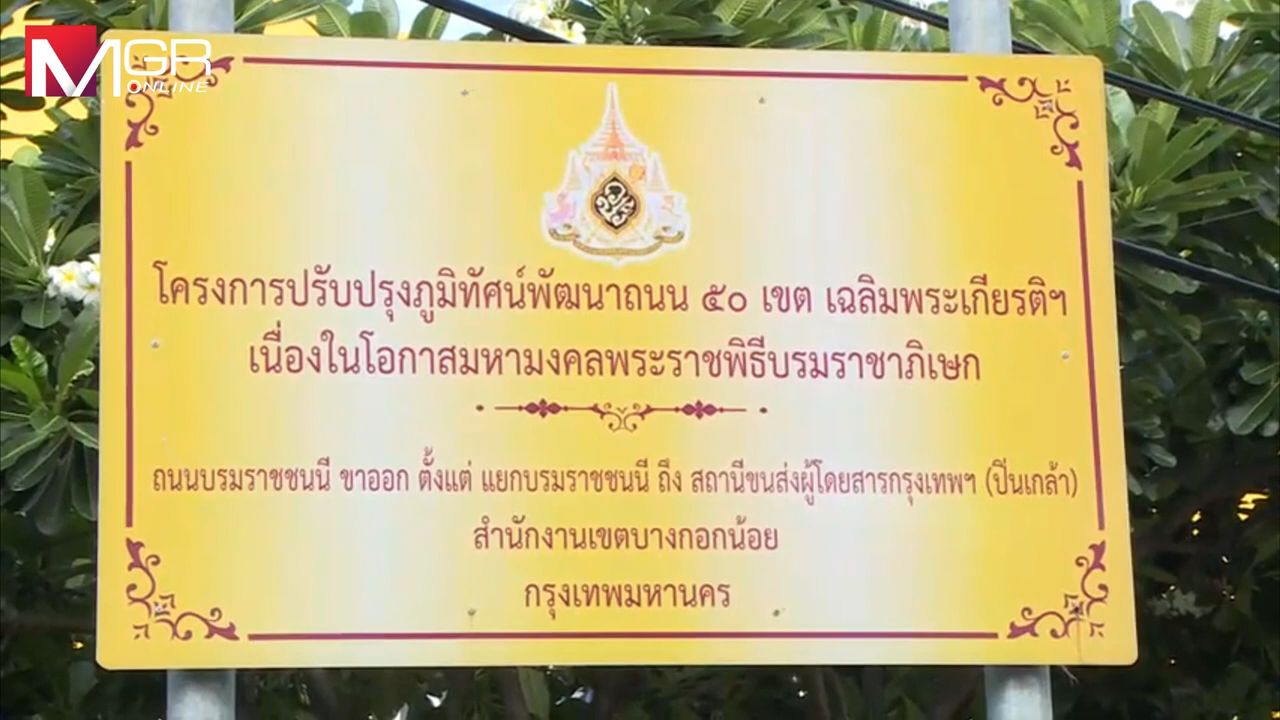 MGR
ONLINE
โครงการปรับปรุงภูมิทัศน์พัฒนาถนน ๕๐ เขต เฉลิมพระเกียรติฯ
เนื่องในโอกาสมหามงคลพระราชพิธีบรมราชาภิเษก
ถนนบรมราชชนนี ขาออก ตั้งแต่ แยกบรมราชชนนี ถึง สถานีขนส่งผู้โดยสารกรุงเทพฯ (ปิ่นเกล้า)
สำนักงานเขตบางกอกน้อย
กรุงเทพมหานคร